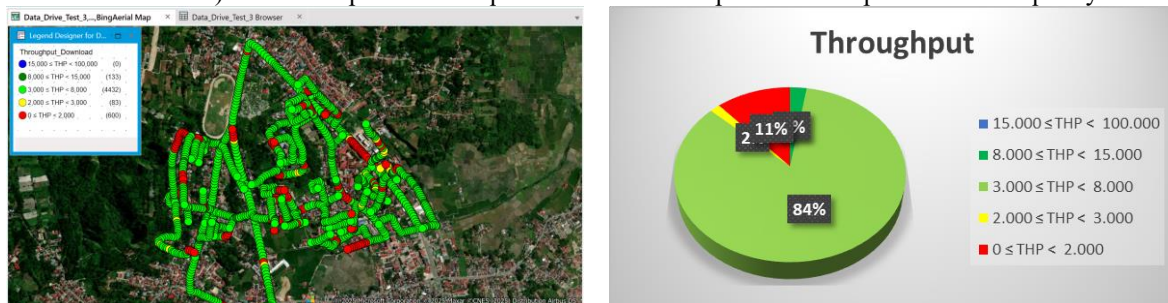 Data_Drive_Test_3,...,BingAerial Map × Data_Drive_Test_3 Browser ×
Legend Designer for D...
Throughput_Download
15,000 ≤ THP < 100,000 (0)
8,000 ≤ THP < 15,000 (133)
3,000 ≤ THP < 8,000 (4432)
2,000 ≤ THP < 3,000 (83)
0 ≤ THP < 2,000 (600)
Throughput
11%
84%
15.000 ≤ THP < 100.000
8.000 ≤ THP < 15.000
3.000 ≤ THP < 8.000
2.000 ≤ THP < 3.000
0 ≤ THP < 2.000